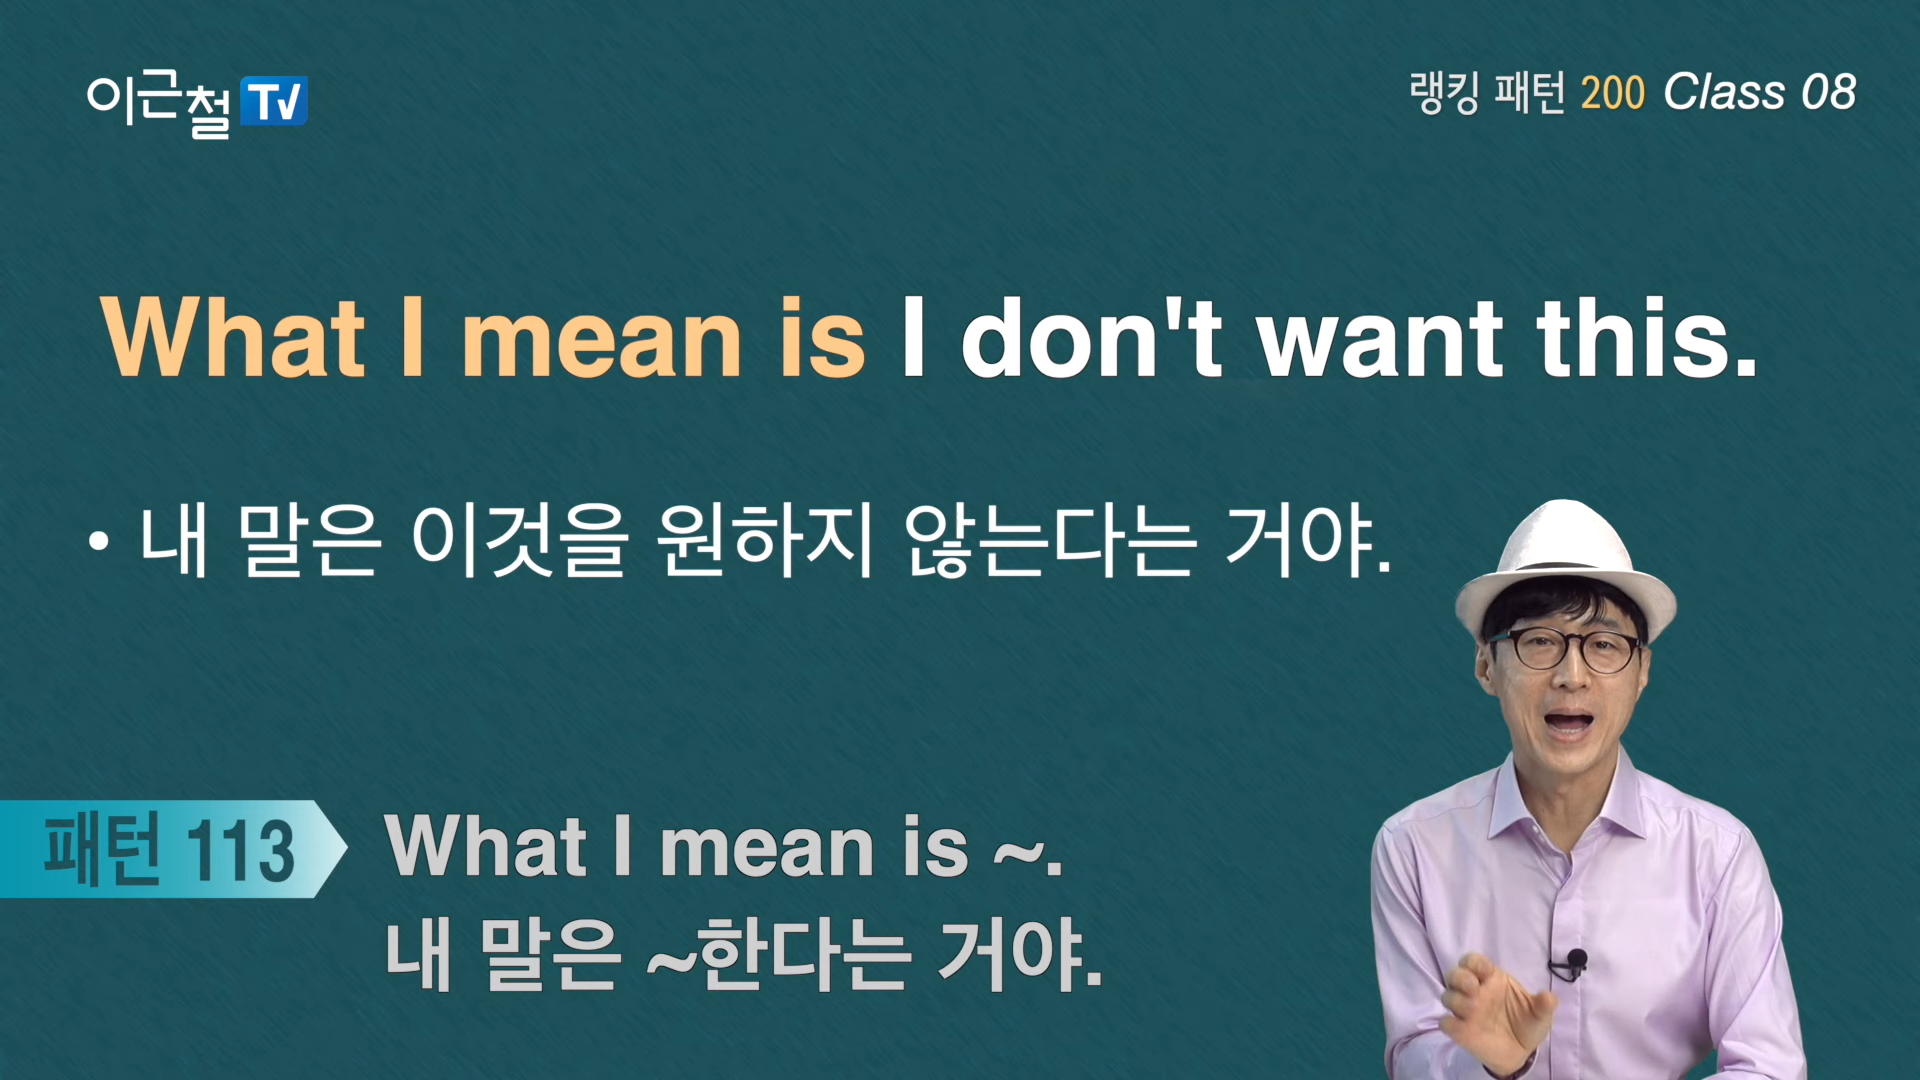 이근철 TV
랭킹 패턴 200 Class 08
What I mean is I don't want this.
• 내 말은 이것을 원하지 않는다는 거야.
패턴 113
What I mean is ~.
내 말은 ~한다는 거야.